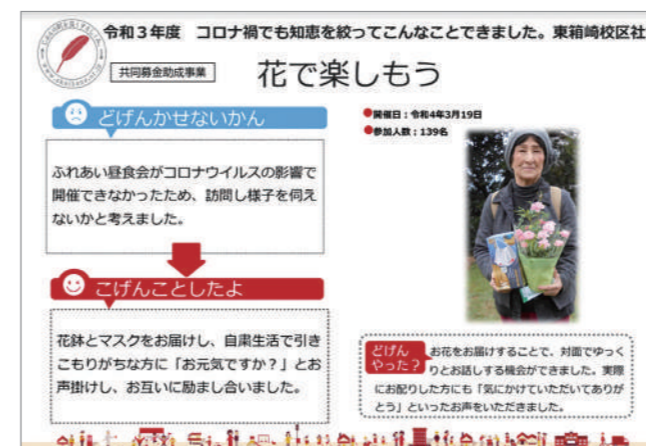 令和３年度　コロナ禍でも知恵を絞ってこんなことできました。東箱崎校区社
共同募金助成事業
花で楽しもう
どげんかせないかん
●開催日：令和4年3月19日
●参加人数：139名
ふれあい昼食会がコロナウイルスの影響で
開催できなかったため、訪問し様子を伺え
ないかと考えました。
こげんことしたよ
花鉢とマスクをお届けし、自粛生活で引き
こもりがちな方に「お元気ですか？」とお
声掛けし、お互いに励まし合いました。
どげん
やった？
お花をお届けすることで、対面でゆっく
りとお話しする機会ができました。実際
にお配りした方にも「気にかけていただいてありが
とう」といったお声をいただきました。